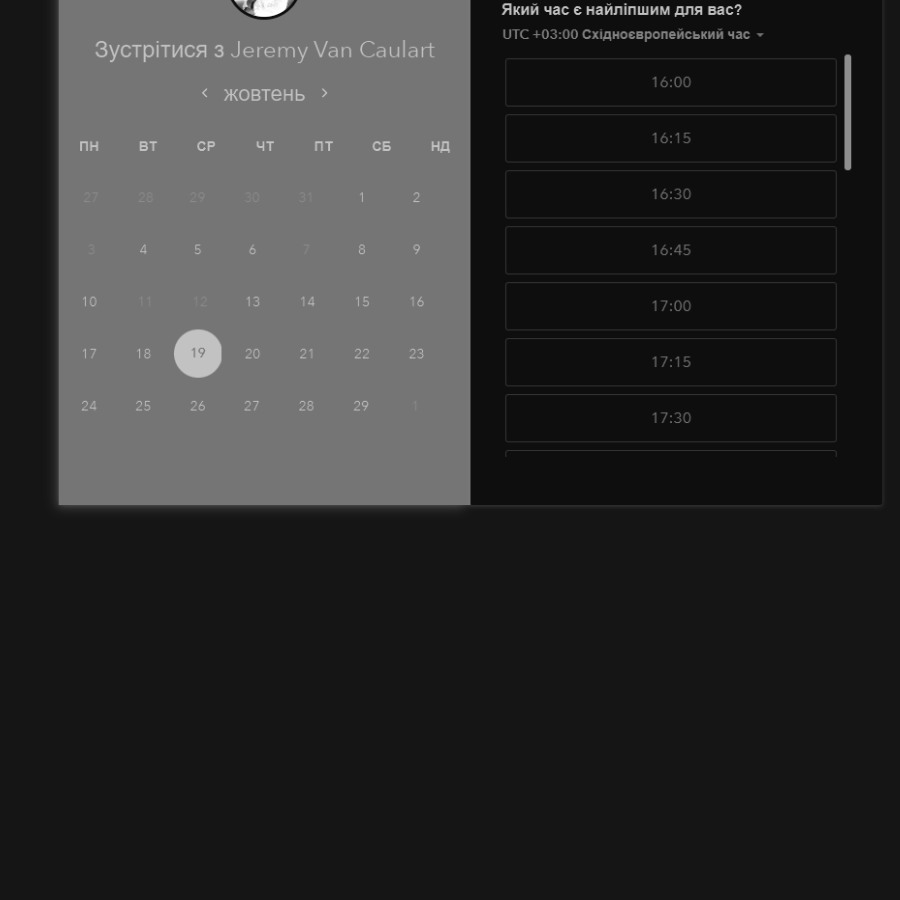 Зустрітися з Jeremy Van Caulart
жовтень
ПН ВТ СР ЧТ ПТ СБ НД
27 28 29 30 31 1 2
3 4 5 6 7 8 9
10 11 12 13 14 15 16
17 18 19 20 21 22 23
24 25 26 27 28 29 1
Який час є найліпшим для вас?
UTC +03:00 Східноєвропейський час
16:00
16:15
16:30
16:45
17:00
17:15
17:30